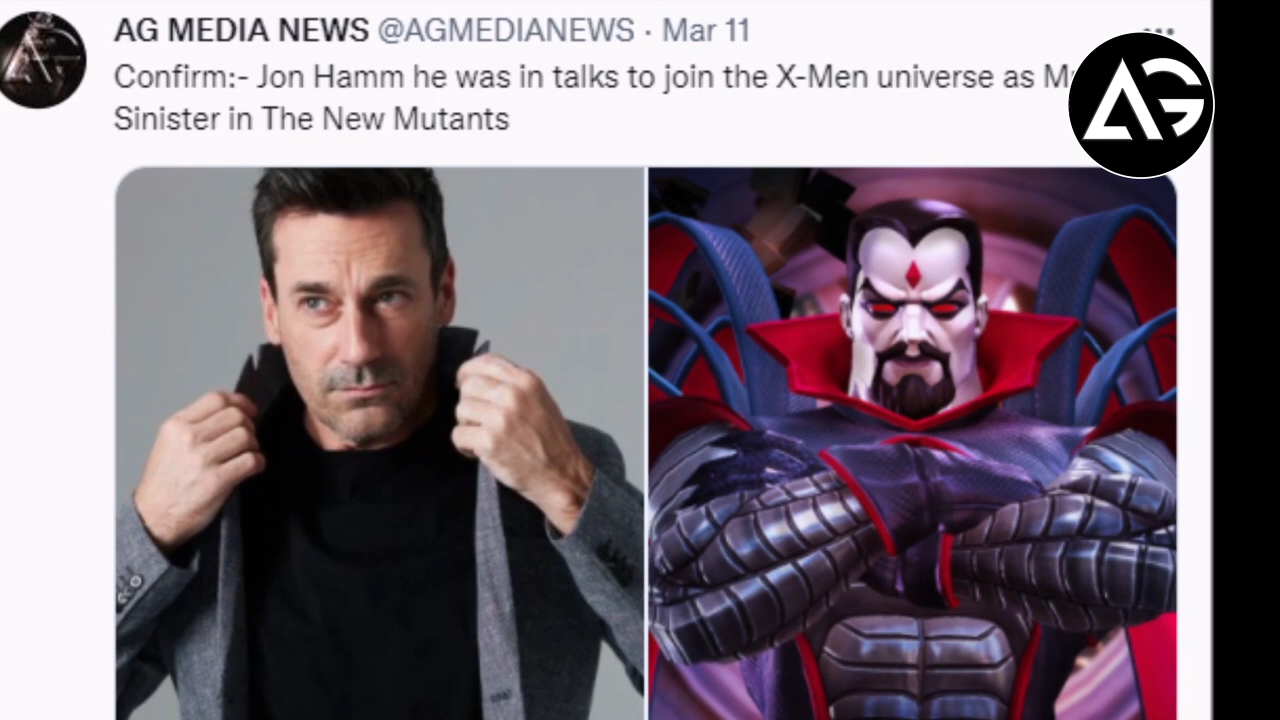 AG MEDIA NEWS @AGMEDIANEWS · Mar 11
Confirm:- Jon Hamm he was in talks to join the X-Men universe as
Sinister in The New Mutants
AG